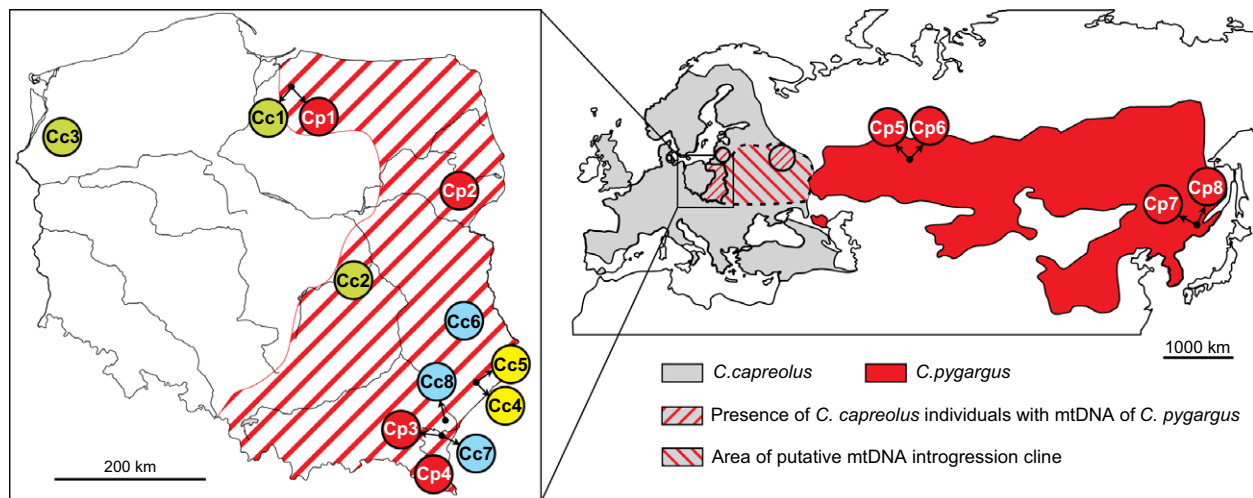 Cc3
Cc1
Cp1
Cp2
Cc2
Cc6
Cc5
Cc8
Cc4
Cp3
Cc7
Cp4
200 km
Cp5
Cp6
Cp7
Cp8
1000 km
C.capreolus
C.pygargus
Presence of C. capreolus individuals with mtDNA of C. pygargus
Area of putative mtDNA introgression cline